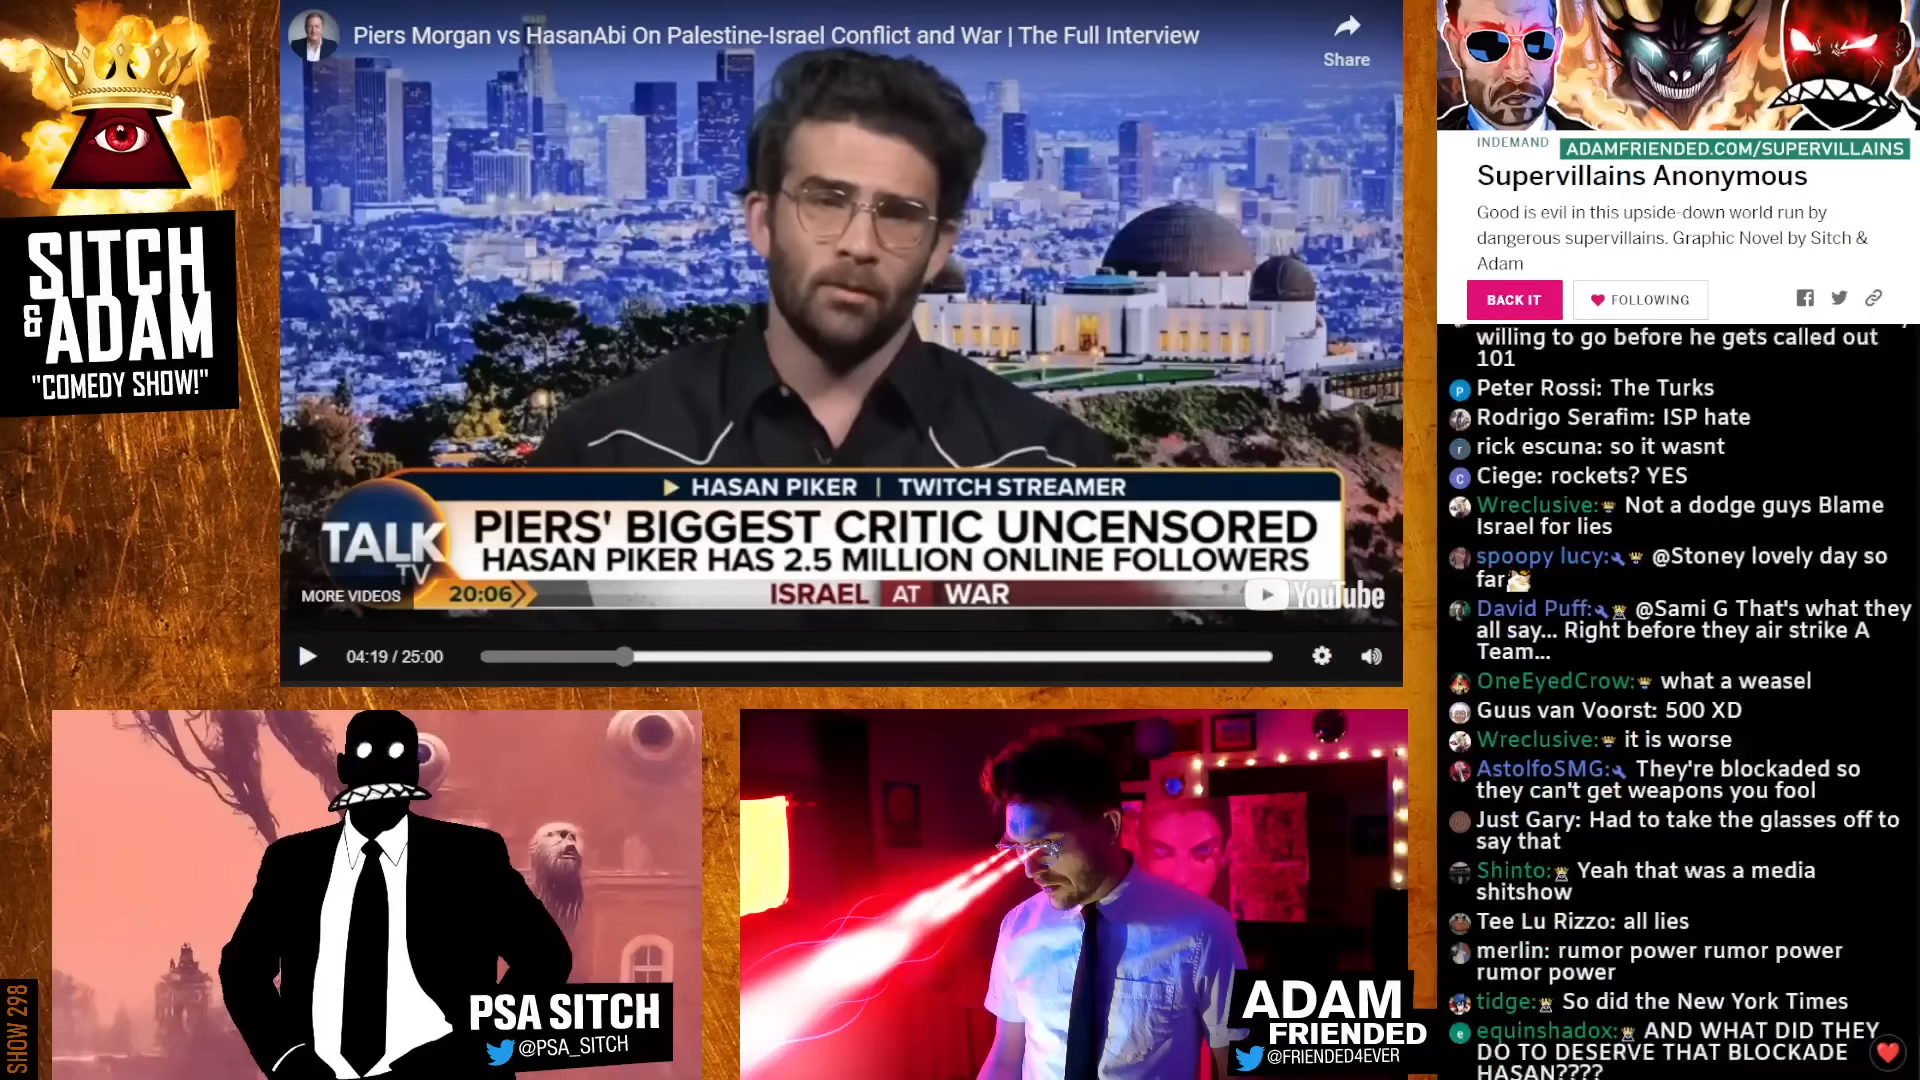 SITCH
& ADAM
"COMEDY SHOW!"
SHOW 298
Piers Morgan vs HasanAbi On Palestine-Israel Conflict and War | The Full Interview
Share
HASAN PIKER | TWITCH STREAMER
TALK
TV
PIERS' BIGGEST CRITIC UNCENSORED
HASAN PIKER HAS 2.5 MILLION ONLINE FOLLOWERS
MORE VIDEOS
20:06
ISRAEL AT WAR
YouTube
04:19 / 25:00
PSA SITCH
@PSA_SITCH
ADAM
FRIENDED
@FRIENDED4EVER
INDEMAND
ADAMFRIENDED.COM/SUPERVILLAINS
Supervillains Anonymous
Good is evil in this upside-down world run by
dangerous supervillains. Graphic Novel by Sitch &
Adam
BACK IT
FOLLOWING
willing to go before he gets called out
101
Peter Rossi: The Turks
Rodrigo Serafim: ISP hate
rick escuna: so it wasnt
Ciege: rockets? YES
Wreclusive: Not a dodge guys Blame
Israel for lies
spoopy lucy: @Stoney lovely day so
far
David Puff: @Sami G That's what they
all say... Right before they air strike A
Team...
OneEyedCrow: what a weasel
Guus van Voorst: 500 XD
Wreclusive: it is worse
AstolfoSMG: They're blockaded so
they can't get weapons you fool
Just Gary: Had to take the glasses off to
say that
Shinto: Yeah that was a media
shitshow
Tee Lu Rizzo: all lies
merlin: rumor power rumor power
rumor power
tidge: So did the New York Times
equinshadox: AND WHAT DID THEY
DO TO DESERVE THAT BLOCKADE
HASAN????